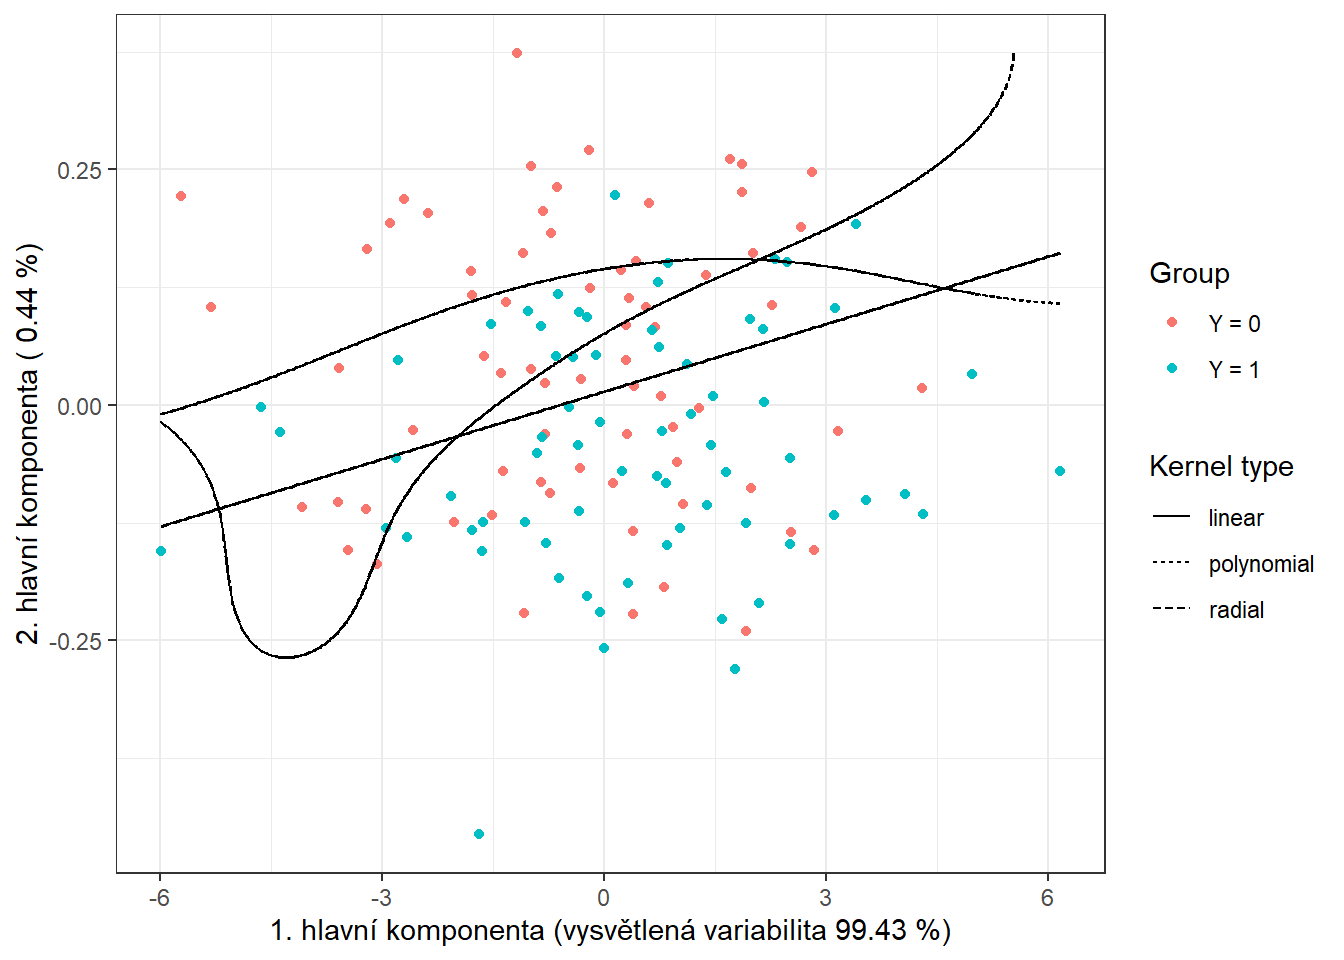 0.25
0.00
-0.25
2. hlavní komponenta ( 0.44 %)
-6
-3
0
3
6
1. hlavní komponenta (vysvětlená variabilita 99.43 %)
Group
Y = 0
Y = 1
Kernel type
linear
polynomial
radial